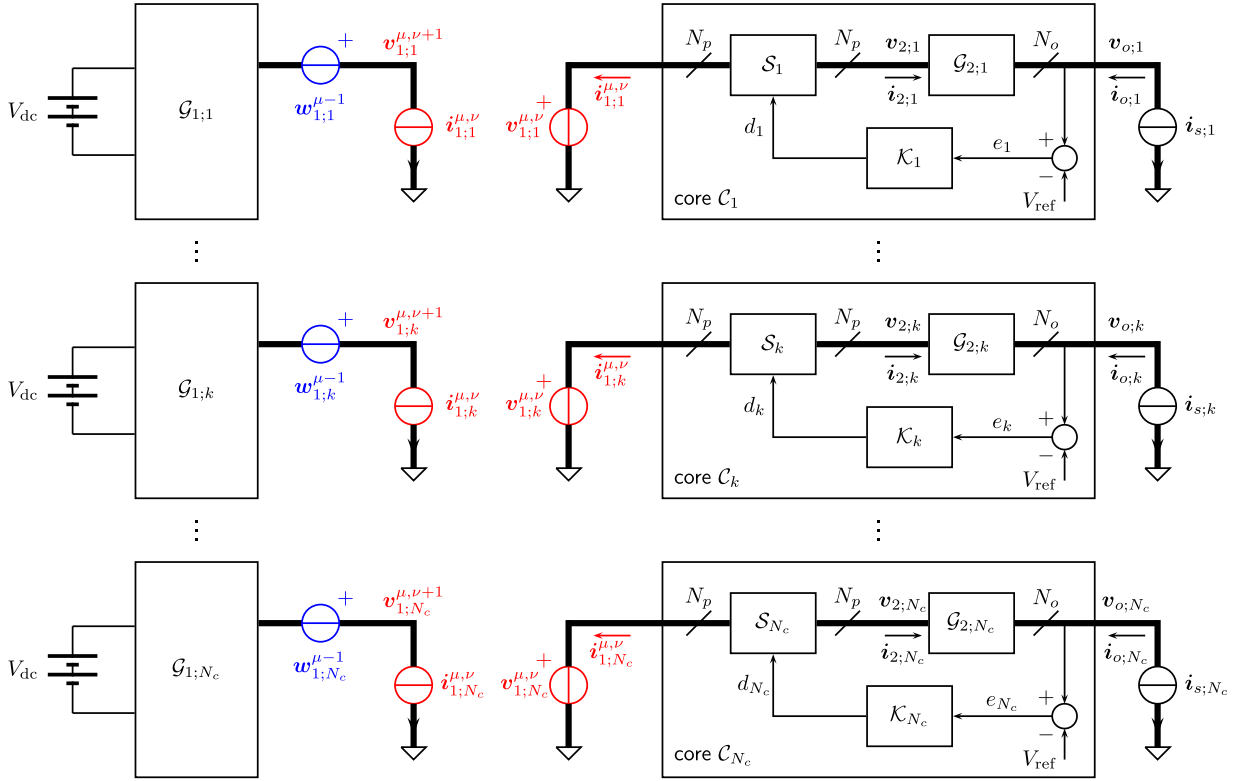 V_dc
𝒢_{1;1}
w_{1;1}^{μ−1}
+
v_{1;1}^{μ,ν+1}
i_{1;1}^{μ,ν}
v_{1;1}^{μ,ν}
+
i_{1;1}^{μ,ν}
N_p
𝒮_1
N_p
v_{2;1}
i_{2;1}
𝒢_{2;1}
N_o
v_{o;1}
i_{o;1}
i_{s;1}
d_1
𝒦_1
e_1
+
−
V_ref
core 𝒞_1
⋮
⋮
V_dc
𝒢_{1;k}
w_{1;k}^{μ−1}
+
v_{1;k}^{μ,ν+1}
i_{1;k}^{μ,ν}
v_{1;k}^{μ,ν}
+
i_{1;k}^{μ,ν}
N_p
𝒮_k
N_p
v_{2;k}
i_{2;k}
𝒢_{2;k}
N_o
v_{o;k}
i_{o;k}
i_{s;k}
d_k
𝒦_k
e_k
+
−
V_ref
core 𝒞_k
⋮
⋮
V_dc
𝒢_{1;N_c}
w_{1;N_c}^{μ−1}
+
v_{1;N_c}^{μ,ν+1}
i_{1;N_c}^{μ,ν}
v_{1;N_c}^{μ,ν}
+
i_{1;N_c}^{μ,ν}
N_p
𝒮_{N_c}
N_p
v_{2;N_c}
i_{2;N_c}
𝒢_{2;N_c}
N_o
v_{o;N_c}
i_{o;N_c}
i_{s;N_c}
d_{N_c}
𝒦_{N_c}
e_{N_c}
+
−
V_ref
core 𝒞_{N_c}